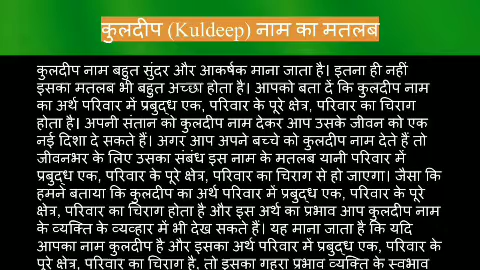 कुलदीप (Kuldeep) नाम का मतलब
कुलदीप नाम बहुत सुंदर और आकर्षक माना जाता है। इतना ही नहीं
इसका मतलब भी बहुत अच्छा होता है। आपको बता दें कि कुलदीप नाम
का अर्थ परिवार में प्रबुद्ध एक, परिवार के पूरे क्षेत्र, परिवार का चिराग
होता है। अपनी संतान को कुलदीप नाम देकर आप उसके जीवन को एक
नई दिशा दे सकते हैं। अगर आप अपने बच्चे को कुलदीप नाम देते हैं तो
जीवनभर के लिए उसका संबंध इस नाम के मतलब यानी परिवार में
प्रबुद्ध एक, परिवार के पूरे क्षेत्र, परिवार का चिराग से हो जाएगा। जैसा कि
हमने बताया कि कुलदीप का अर्थ परिवार में प्रबुद्ध एक, परिवार के पूरे
क्षेत्र, परिवार का चिराग होता है और इस अर्थ का प्रभाव आप कुलदीप नाम
के व्यक्ति के व्यव्हार में भी देख सकते हैं। यह माना जाता है कि यदि
आपका नाम कुलदीप है और इसका अर्थ परिवार में प्रबुद्ध एक, परिवार के
पूरे क्षेत्र, परिवार का चिराग है, तो इसका गहरा प्रभाव व्यक्ति के स्वभाव